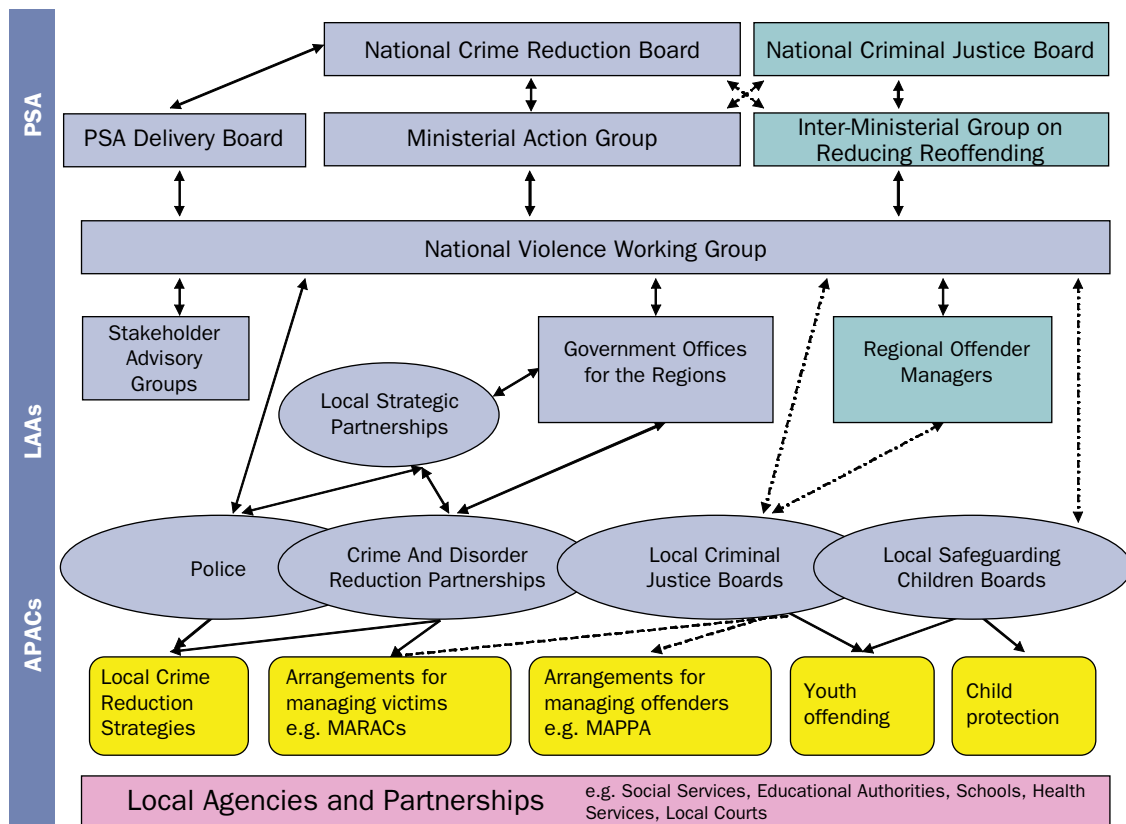 PSA
LAAs
APACs
National Crime Reduction Board
National Criminal Justice Board
PSA Delivery Board
Ministerial Action Group
Inter-Ministerial Group on
Reducing Reoffending
National Violence Working Group
Stakeholder
Advisory
Groups
Local Strategic
Partnerships
Government Offices
for the Regions
Regional Offender
Managers
Police
Crime And Disorder
Reduction Partnerships
Local Criminal
Justice Boards
Local Safeguarding
Children Boards
Local Crime
Reduction
Strategies
Arrangements for
managing victims
e.g. MARACs
Arrangements for
managing offenders
e.g. MAPPA
Youth
offending
Child
protection
Local Agencies and Partnerships
e.g. Social Services, Educational Authorities, Schools, Health
Services, Local Courts